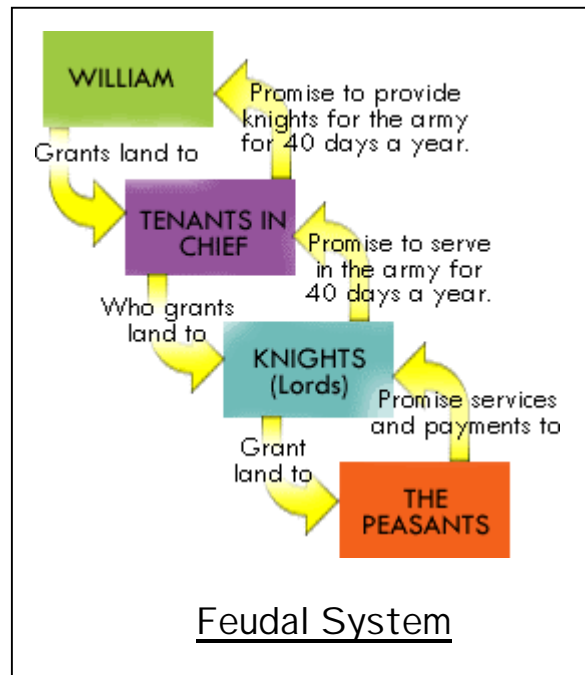 WILLIAM
Promise to provide
knights for the army
for 40 days a year.
Grants land to
TENANTS IN
CHIEF
Promise to serve
in the army for
40 days a year.
Who grants
land to
KNIGHTS
(Lords)
Promise services
and payments to
Grant
land to
THE
PEASANTS
Feudal System